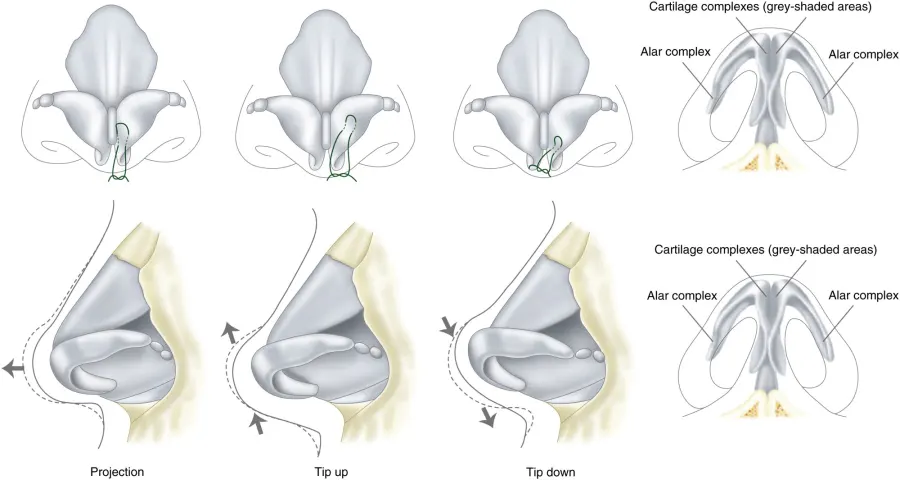 Cartilage complexes (grey-shaded areas)
Alar complex
Alar complex
Cartilage complexes (grey-shaded areas)
Alar complex
Alar complex
Projection
Tip up
Tip down